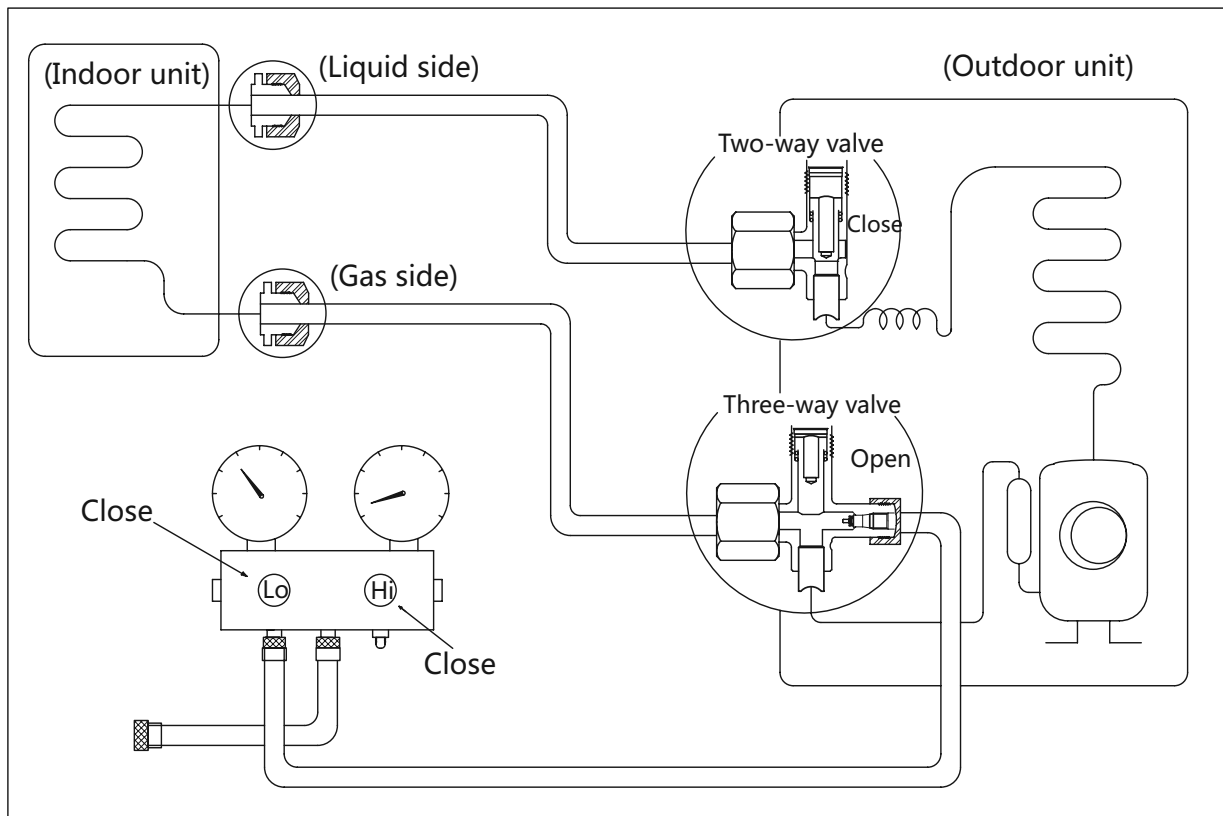 (Indoor unit)
(Liquid side)
(Outdoor unit)
Two-way valve
Close
(Gas side)
Three-way valve
Open
Close
Lo
Hi
Close